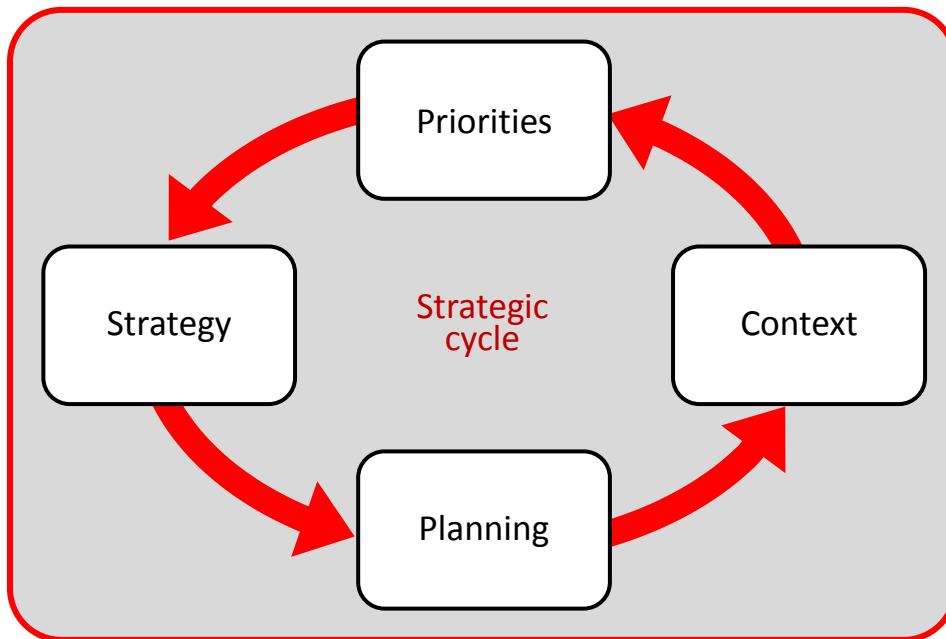 Priorities
Strategy
Strategic
cycle
Context
Planning